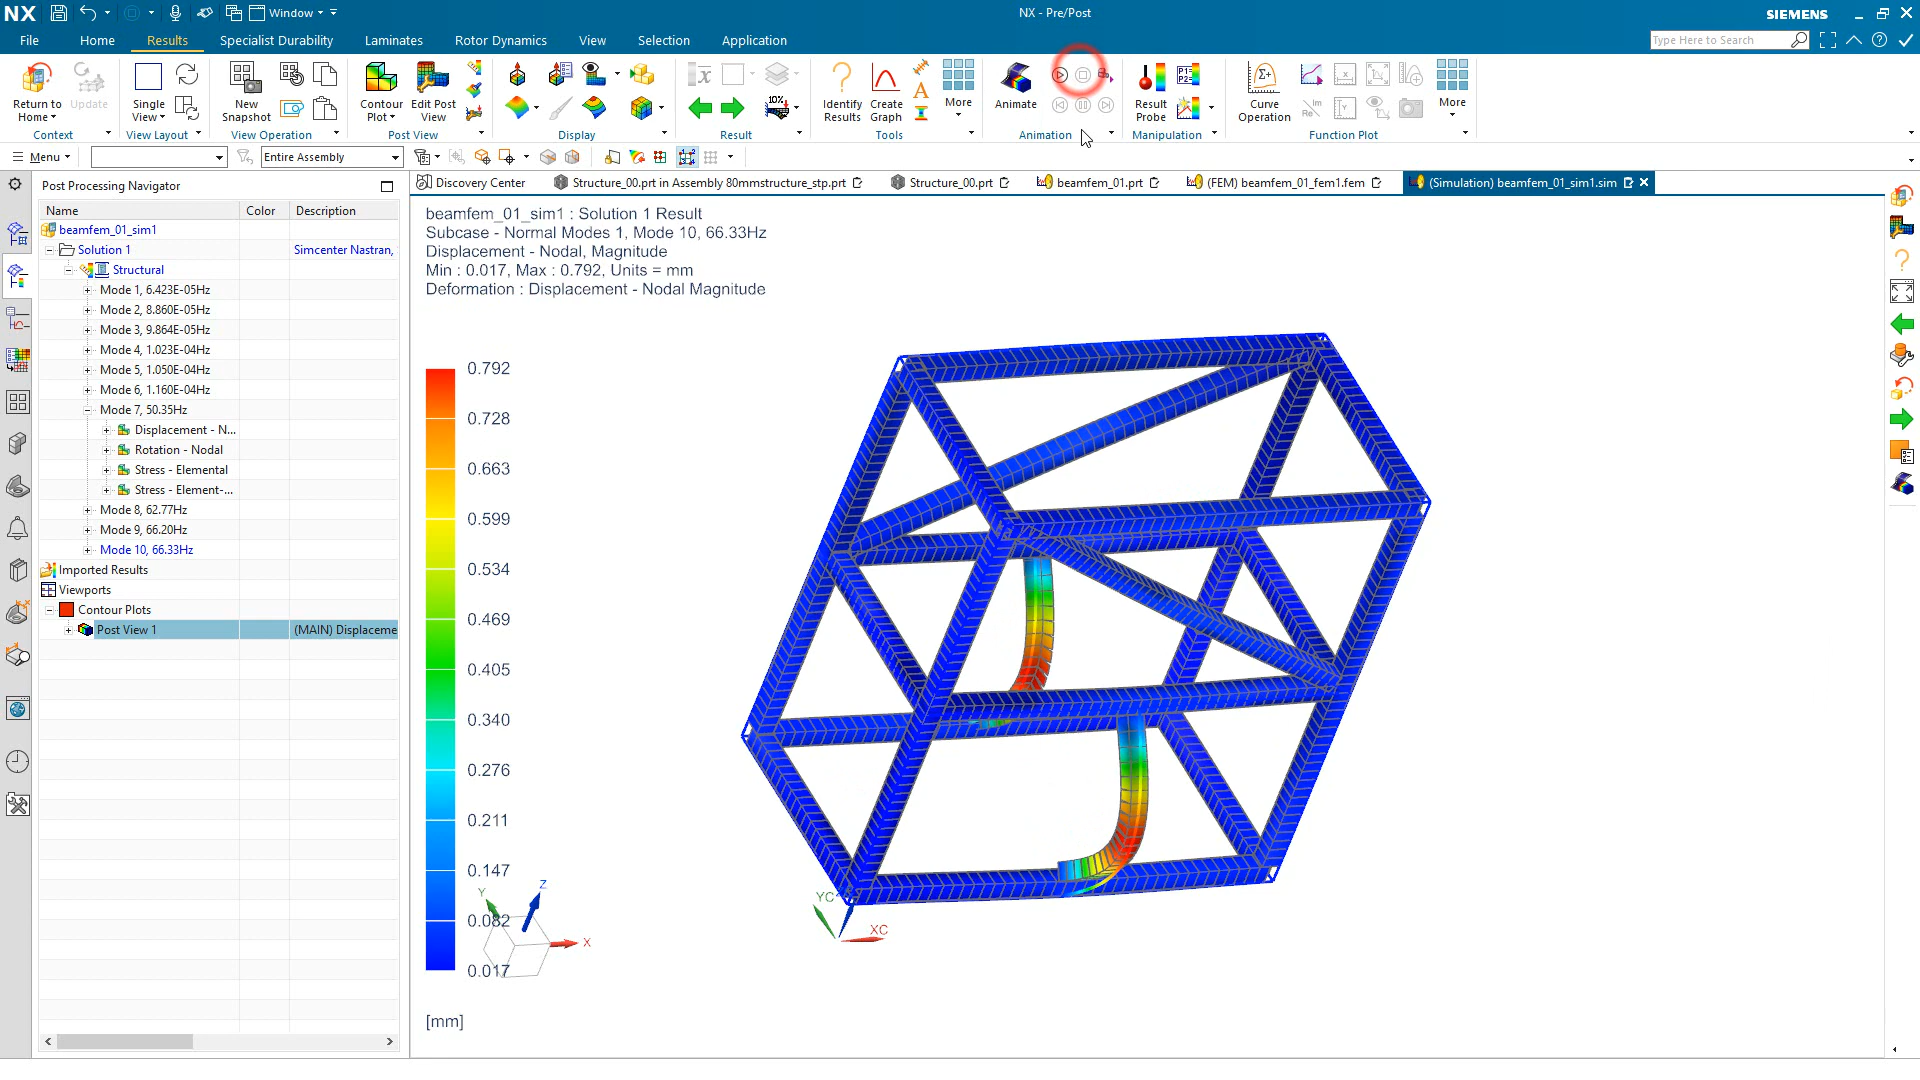 NX
Window
NX - Pre/Post
SIEMENS
File
Home
Results
Specialist Durability
Laminates
Rotor Dynamics
View
Selection
Application
Type Here to Search
Return to Home
Update
Single View
New Snapshot
Contour Plot
Edit Post View
10%
Identify Results
Create Graph
More
Animate
Result Probe
Curve Operation
More
Context
View Layout
View Operation
Post View
Display
Result
Tools
Animation
Manipulation
Function Plot
Menu
Entire Assembly
Post Processing Navigator
Discovery Center
Structure_00.prt in Assembly 80mmstructure_stp.prt
Structure_00.prt
beamfem_01.prt
(FEM) beamfem_01_fem1.fem
(Simulation) beamfem_01_sim1.sim
Name
Color
Description
beamfem_01_sim1
Solution 1
Simcenter Nastran,
Structural
Mode 1, 6.423E-05Hz
Mode 2, 8.860E-05Hz
Mode 3, 9.864E-05Hz
Mode 4, 1.023E-04Hz
Mode 5, 1.050E-04Hz
Mode 6, 1.160E-04Hz
Mode 7, 50.35Hz
Displacement - N...
Rotation - Nodal
Stress - Elemental
Stress - Element-...
Mode 8, 62.77Hz
Mode 9, 66.20Hz
Mode 10, 66.33Hz
Imported Results
Viewports
Contour Plots
Post View 1
(MAIN) Displaceme
beamfem_01_sim1 : Solution 1 Result
Subcase - Normal Modes 1, Mode 10, 66.33Hz
Displacement - Nodal, Magnitude
Min : 0.017, Max : 0.792, Units = mm
Deformation : Displacement - Nodal Magnitude
0.792
0.728
0.663
0.599
0.534
0.469
0.405
0.340
0.276
0.211
0.147
0.082
0.017
[mm]
Y
Z
X
YC
XC